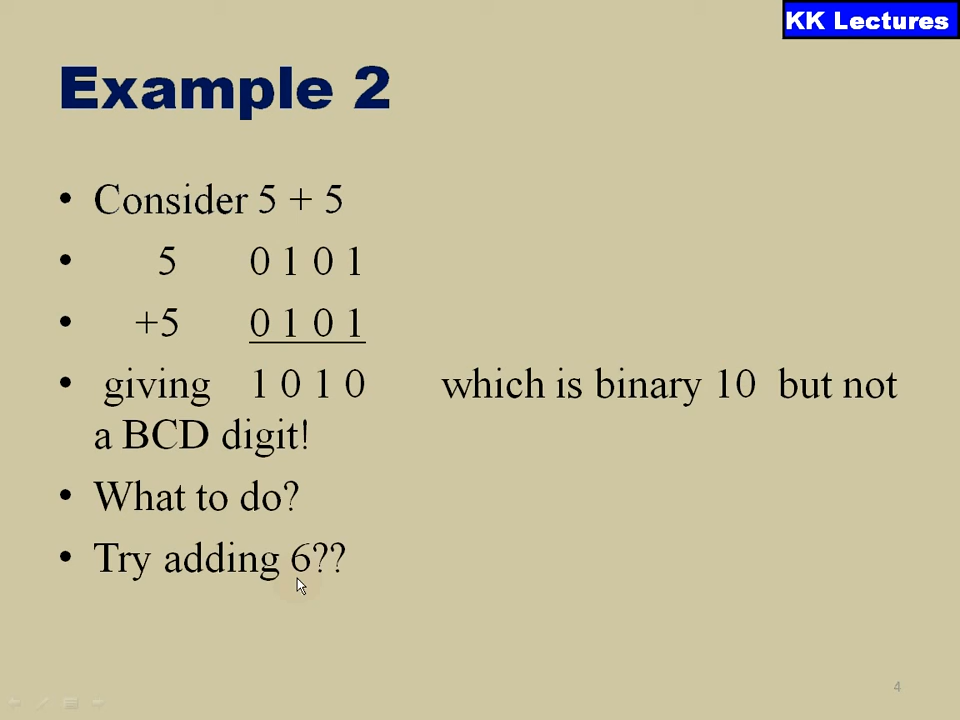 KK Lectures
Example 2
• Consider 5 + 5
• 5 0 1 0 1
• +5 0 1 0 1
• giving 1 0 1 0 which is binary 10 but not
a BCD digit!
• What to do?
• Try adding 6??
4